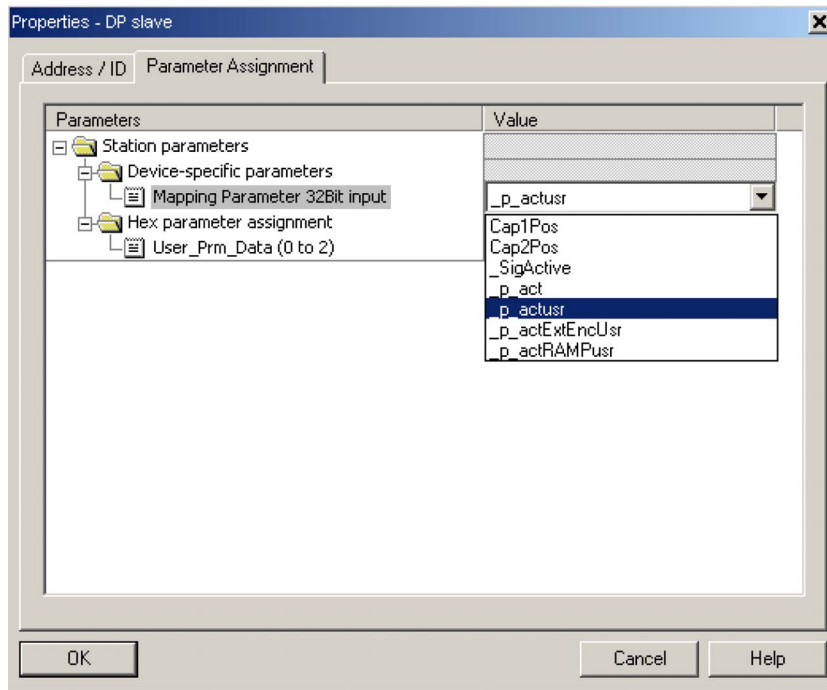 Properties - DP slave
Address / ID Parameter Assignment
Parameters Value
Station parameters
Device-specific parameters
Mapping Parameter 32Bit input _p_actusr
Hex parameter assignment Cap1Pos
User_Prm_Data (0 to 2) Cap2Pos
_SigActive
_p_act
_p_actusr
_p_actExtEncUsr
_p_actRAMPusr
OK Cancel Help